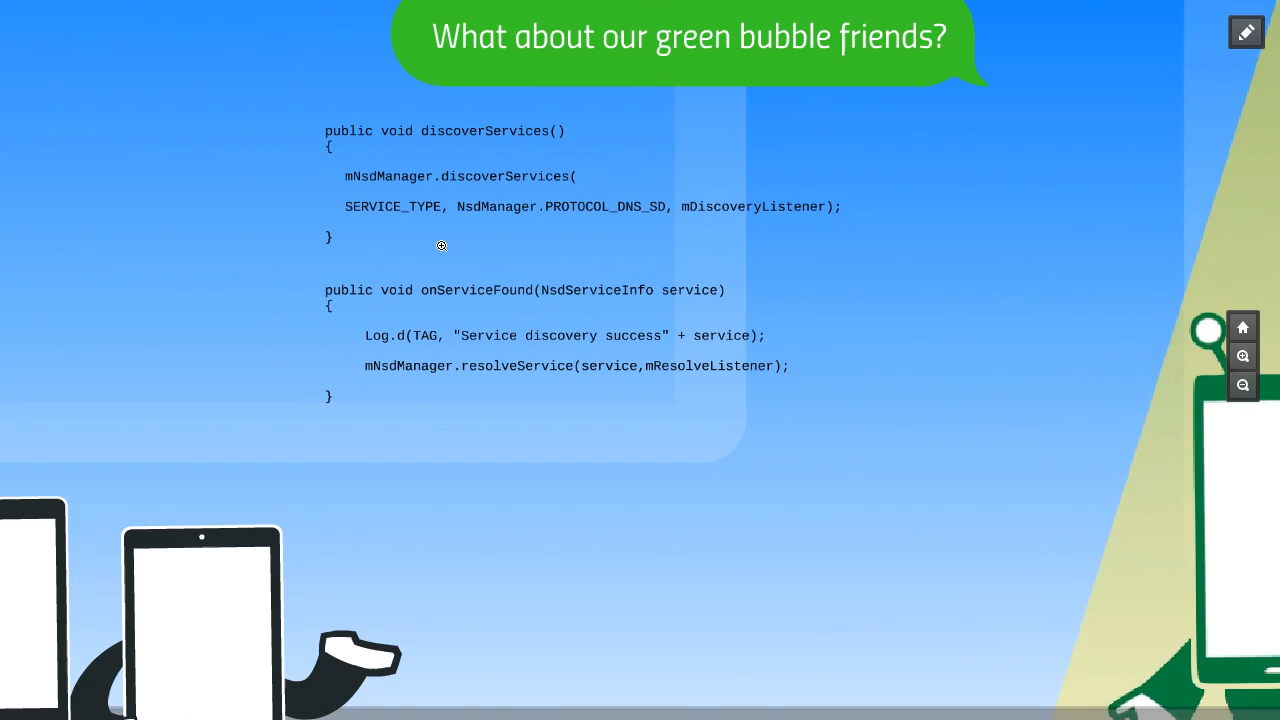 What about our green bubble friends?
public void discoverServices()
{
mNsdManager.discoverServices(
SERVICE_TYPE, NsdManager.PROTOCOL_DNS_SD, mDiscoveryListener);
}
public void onServiceFound(NsdServiceInfo service)
{
Log.d(TAG, "Service discovery success" + service);
mNsdManager.resolveService(service,mResolveListener);
}